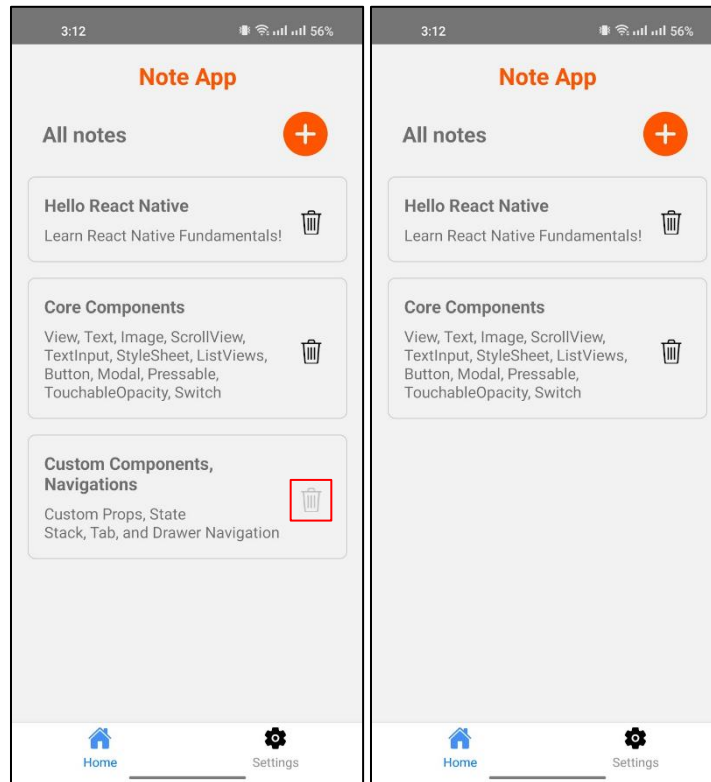 3:12
56%
Note App
All notes
Hello React Native
Learn React Native Fundamentals!
Core Components
View, Text, Image, ScrollView,
TextInput, StyleSheet, ListViews,
Button, Modal, Pressable,
TouchableOpacity, Switch
Custom Components,
Navigations
Custom Props, State
Stack, Tab, and Drawer Navigation
Home
Settings
3:12
56%
Note App
All notes
Hello React Native
Learn React Native Fundamentals!
Core Components
View, Text, Image, ScrollView,
TextInput, StyleSheet, ListViews,
Button, Modal, Pressable,
TouchableOpacity, Switch
Home
Settings